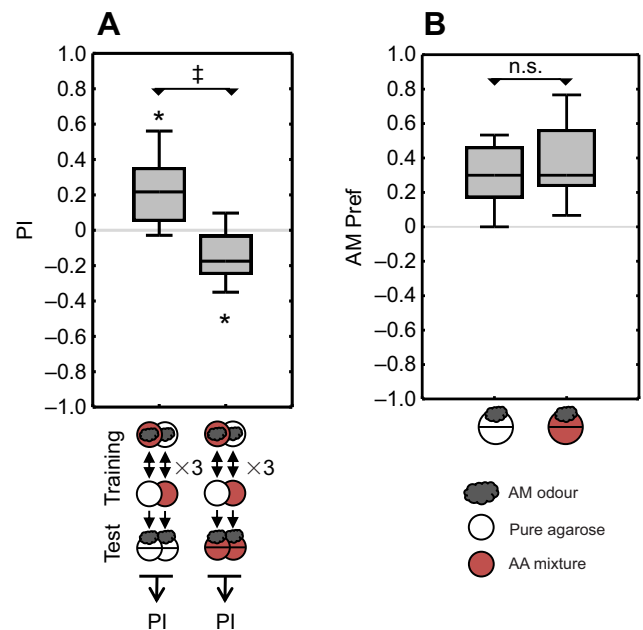 A
B
1.0
0.8
0.6
0.4
0.2
0
–0.2
–0.4
–0.6
–0.8
–1.0
PI
‡
*
*
1.0
0.8
0.6
0.4
0.2
0
–0.2
–0.4
–0.6
–0.8
–1.0
AM Pref
n.s.
Training
×3
×3
Test
PI
PI
AM odour
Pure agarose
AA mixture